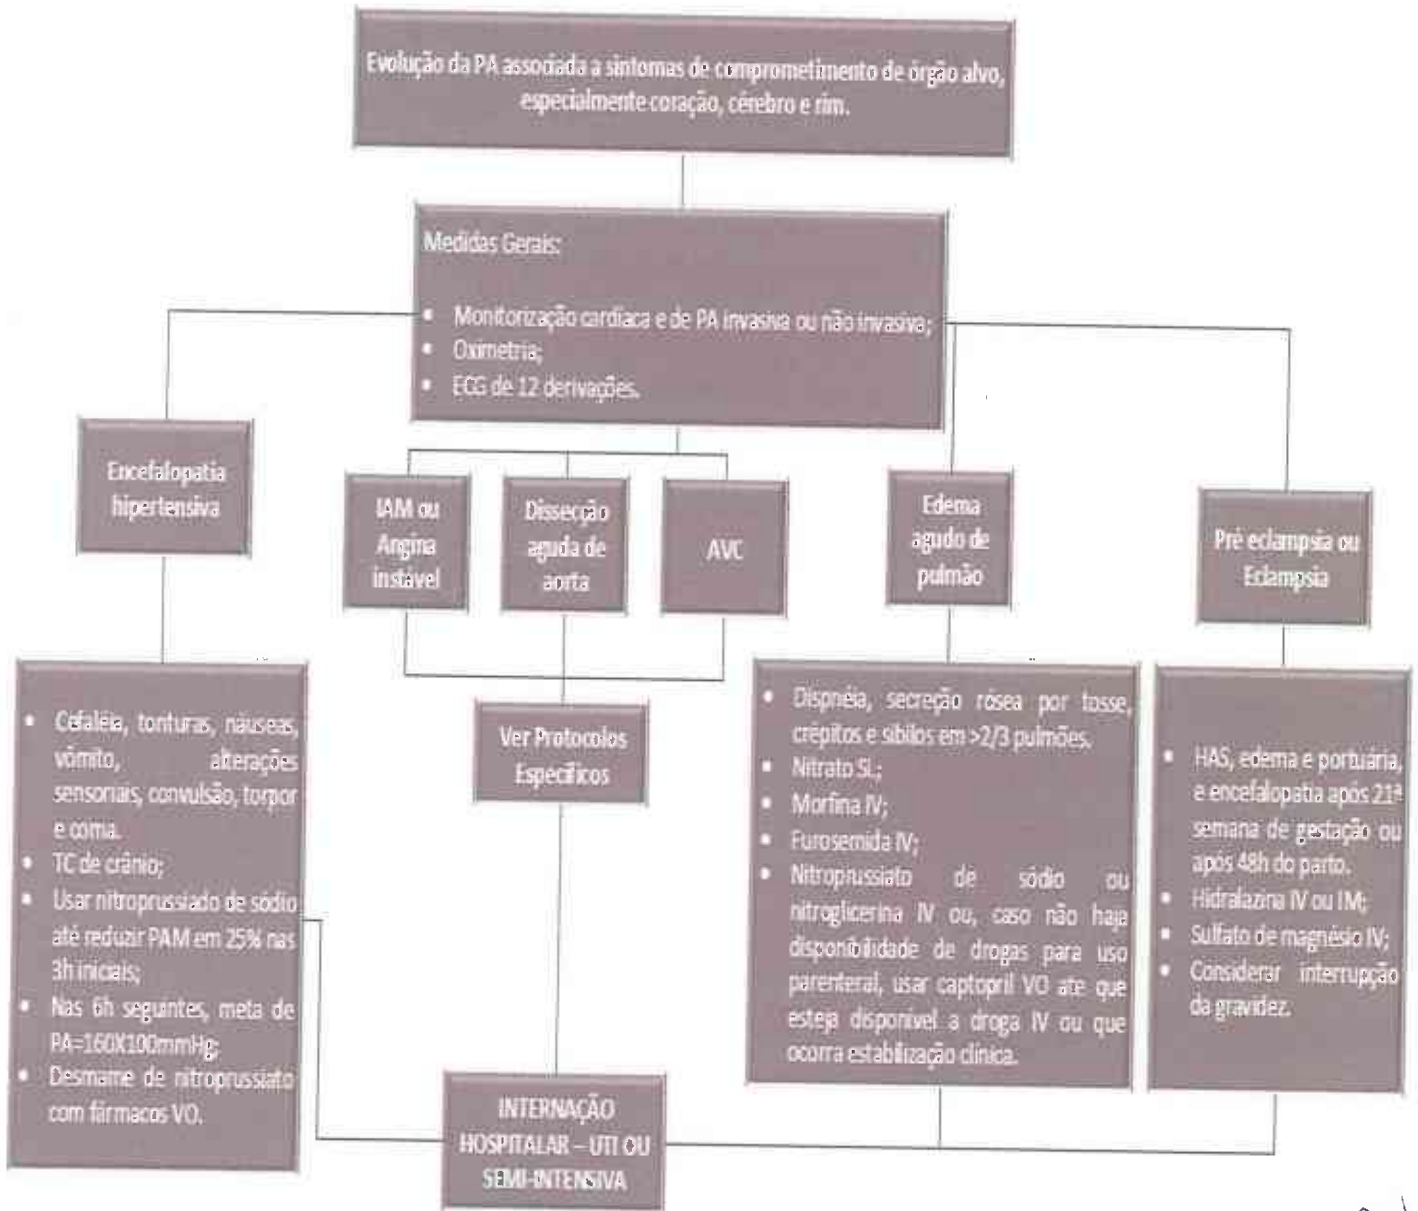 Evolução da PA associada a sintomas de comprometimento de órgão alvo,
especialmente coração, cérebro e rim.
Medidas Gerais:
• Monitorização cardíaca e de PA invasiva ou não invasiva;
• Oximetria;
• ECG de 12 derivações.
Encefalopatia
hipertensiva
IAM ou
Angina
instável
Dissecção
aguda de
aorta
AVC
Edema
agudo de
pulmão
Pré eclampsia ou
Eclampsia
• Cefaléia, tonturas, náuseas,
vômito, alterações
sensoriais, convulsão, torpor
e coma.
• TC de crânio;
• Usar nitroprussiado de sódio
até reduzir PAM em 25% nas
3h iniciais;
• Nas 6h seguintes, meta de
PA=160X100mmHg;
• Desmame de nitroprussiato
com fármacos VO.
Ver Protocolos
Específicos
• Dispnéia, secreção rósea por tosse,
crépitos e sibilos em >2/3 pulmões.
• Nitrato SL;
• Morfina IV;
• Furosemida IV;
• Nitroprussiato de sódio ou
nitroglicerina IV ou, caso não haja
disponibilidade de drogas para uso
parenteral, usar captopril VO ate que
esteja disponível a droga IV ou que
ocorra estabilização clínica.
• HAS, edema e portuária,
e encefalopatia após 21ª
semana de gestação ou
após 48h do parto.
• Hidralazina IV ou IM;
• Sulfato de magnésio IV;
• Considerar interrupção
da gravidez.
INTERNAÇÃO
HOSPITALAR – UTI OU
SEMI-INTENSIVA